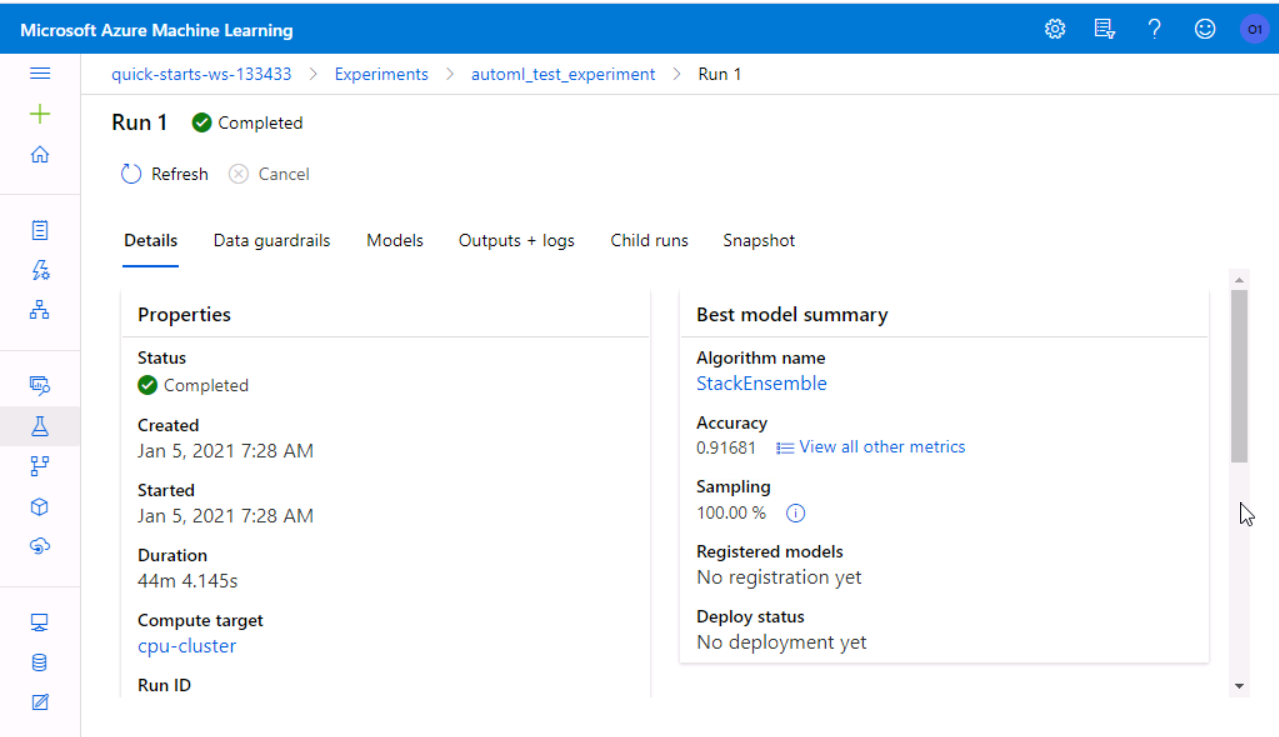 Microsoft Azure Machine Learning
O1
quick-starts-ws-133433 > Experiments > automl_test_experiment > Run 1
Run 1 Completed
Refresh Cancel
Details Data guardrails Models Outputs + logs Child runs Snapshot
Properties
Status
Completed
Created
Jan 5, 2021 7:28 AM
Started
Jan 5, 2021 7:28 AM
Duration
44m 4.145s
Compute target
cpu-cluster
Run ID
Best model summary
Algorithm name
StackEnsemble
Accuracy
0.91681 View all other metrics
Sampling
100.00 %
Registered models
No registration yet
Deploy status
No deployment yet